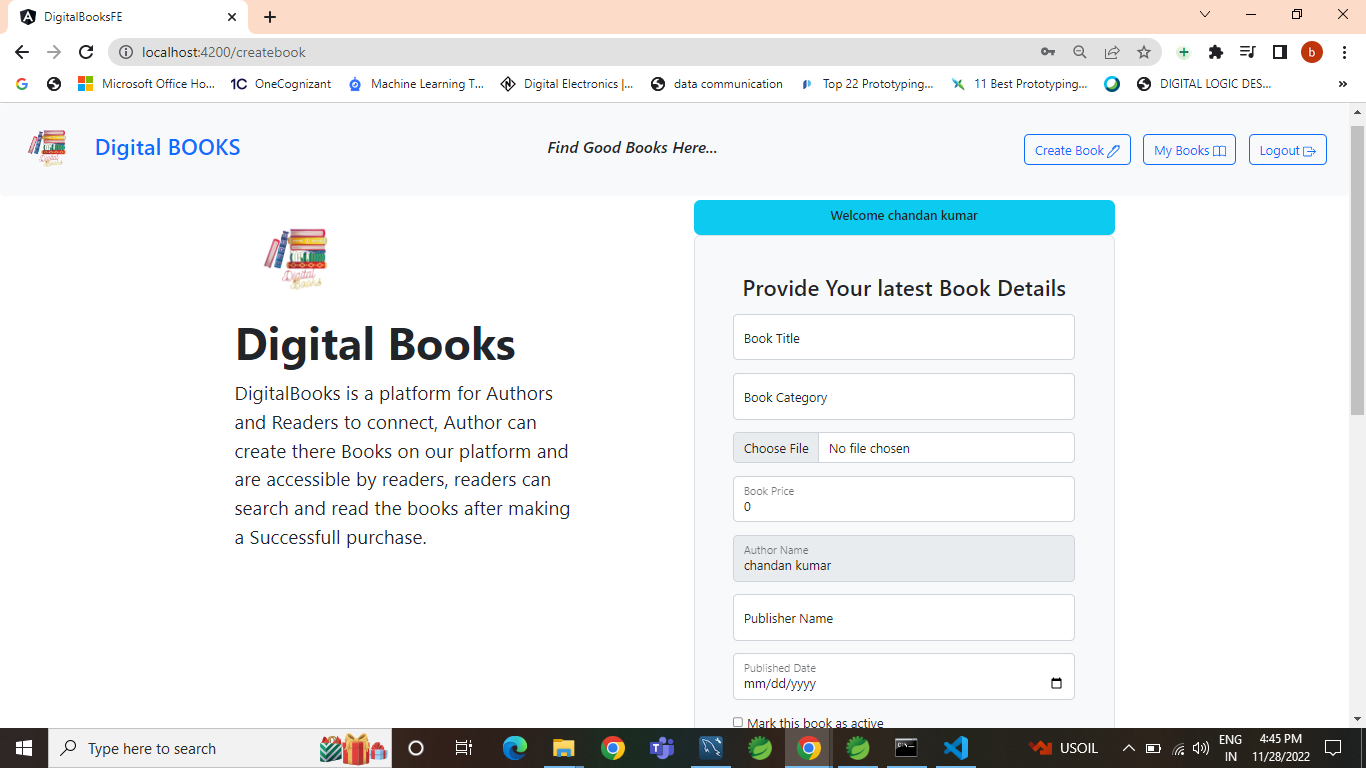 DigitalBooksFE
localhost:4200/createbook
b
Microsoft Office Ho...
1C OneCognizant
Machine Learning T...
Digital Electronics |...
data communication
Top 22 Prototyping...
11 Best Prototyping...
DIGITAL LOGIC DES...
»
Digital BOOKS
Find Good Books Here...
Create Book
My Books
Logout
Welcome chandan kumar
Digital
Books
Digital Books
DigitalBooks is a platform for Authors
and Readers to connect, Author can
create there Books on our platform and
are accessible by readers, readers can
search and read the books after making
a Successfull purchase.
Provide Your latest Book Details
Book Title
Book Category
Choose File No file chosen
Book Price
0
Author Name
chandan kumar
Publisher Name
Published Date
mm/dd/yyyy
Mark this book as active
Type here to search
USOIL
ENG
IN
4:45 PM
11/28/2022